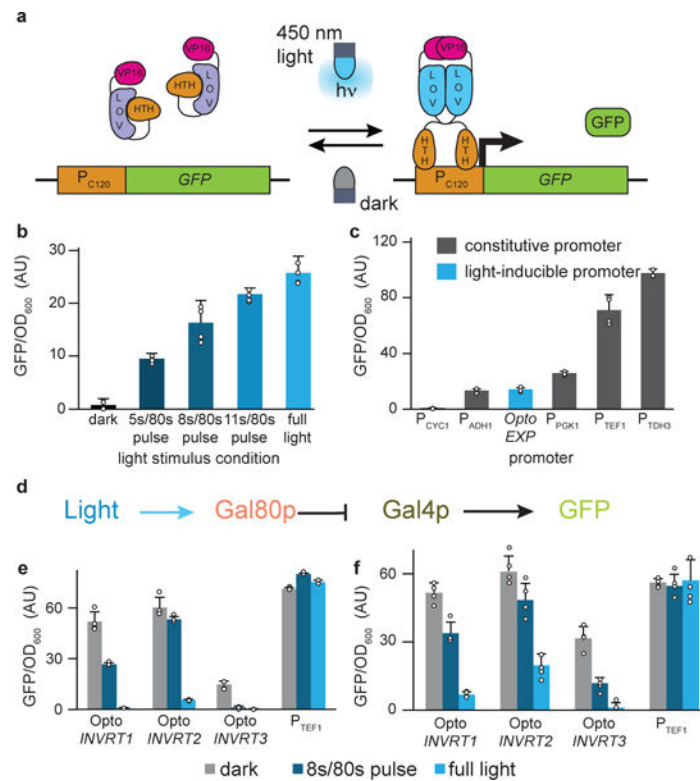 a
450 nm
light
hν
VP16
VP16
LOV
LOV
HTH
HTH
VP16
LOV
LOV
HTH
HTH
GFP
P C120
GFP
dark
P C120
GFP
b
GFP/OD600 (AU)
30
20
10
0
dark
5s/80s
pulse
8s/80s
pulse
11s/80s
pulse
full
light
light stimulus condition
c
GFP/OD600 (AU)
120
80
40
0
constitutive promoter
light-inducible promoter
PCYC1
PADH1
Opto
EXP
PPGK1
PTEF1
PTDH3
promoter
d
Light
Gal80p
Gal4p
GFP
e
GFP/OD600 (AU)
60
30
0
Opto
INVRT1
Opto
INVRT2
Opto
INVRT3
PTEF1
f
GFP/OD600 (AU)
60
30
0
Opto
INVRT1
Opto
INVRT2
Opto
INVRT3
PTEF1
dark
8s/80s pulse
full light